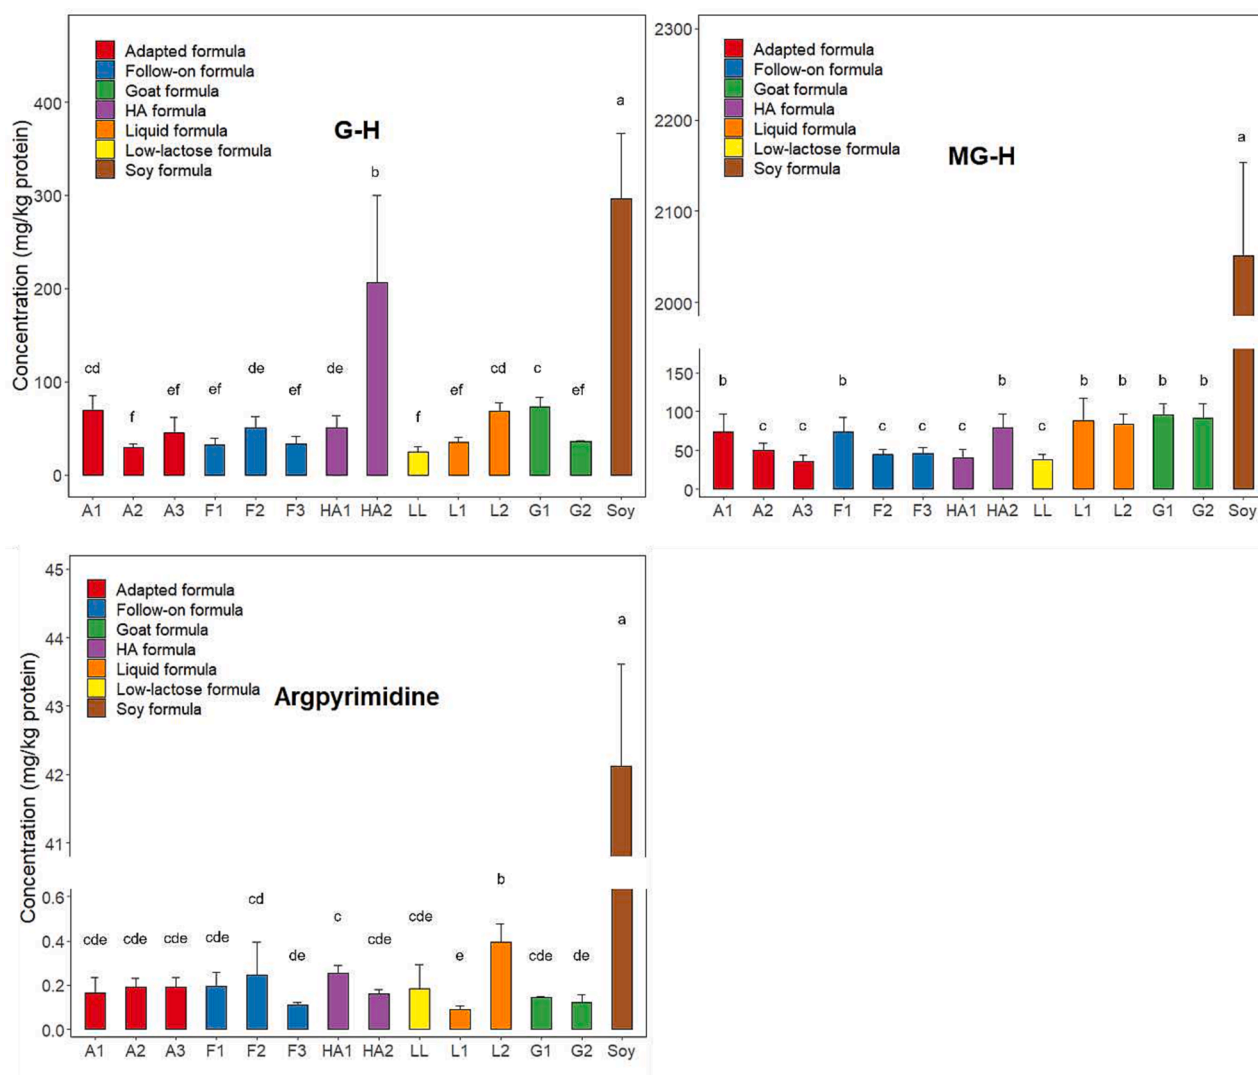 Concentration (mg/kg protein)
400
300
200
100
0
Adapted formula
Follow-on formula
Goat formula
HA formula
Liquid formula
Low-lactose formula
Soy formula
G-H
cd f ef ef de ef de b f ef cd c ef a
A1 A2 A3 F1 F2 F3 HA1 HA2 LL L1 L2 G1 G2 Soy
2300
2200
2100
2000
150
100
50
0
Adapted formula
Follow-on formula
Goat formula
HA formula
Liquid formula
Low-lactose formula
Soy formula
MG-H
b c c b c c c b c b b b b a
A1 A2 A3 F1 F2 F3 HA1 HA2 LL L1 L2 G1 G2 Soy
Concentration (mg/kg protein)
45
44
43
42
41
0.6
0.4
0.2
0.0
Adapted formula
Follow-on formula
Goat formula
HA formula
Liquid formula
Low-lactose formula
Soy formula
Argpyrimidine
cde cde cde cde cd de c cde cde e b cde de a
A1 A2 A3 F1 F2 F3 HA1 HA2 LL L1 L2 G1 G2 Soy